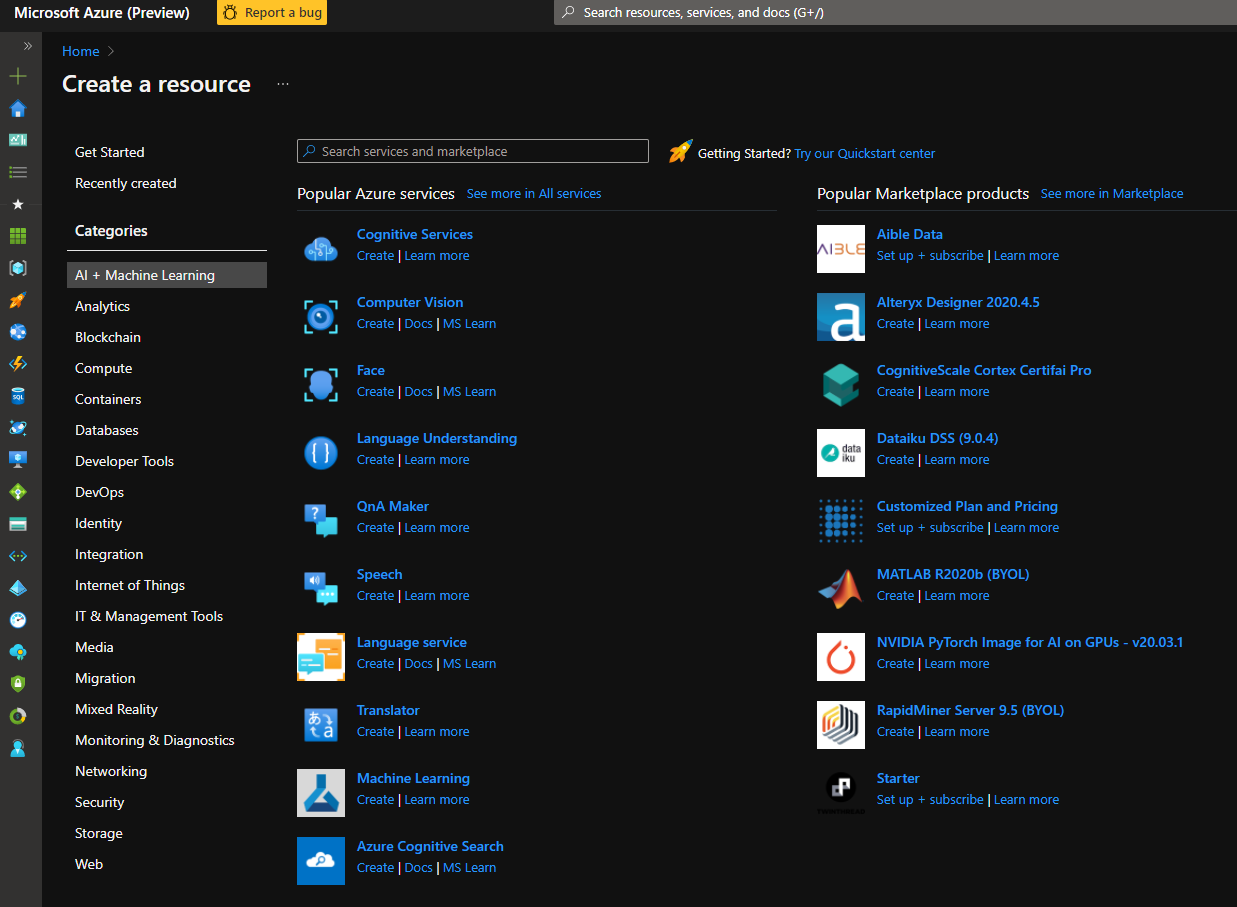 Microsoft Azure (Preview)
Report a bug
Search resources, services, and docs (G+/)
Home
Create a resource
Get Started
Recently created
Categories
AI + Machine Learning
Analytics
Blockchain
Compute
Containers
Databases
Developer Tools
DevOps
Identity
Integration
Internet of Things
IT & Management Tools
Media
Migration
Mixed Reality
Monitoring & Diagnostics
Networking
Security
Storage
Web
Search services and marketplace
Getting Started? Try our Quickstart center
Popular Azure services See more in All services
Cognitive Services
Create | Learn more
Computer Vision
Create | Docs | MS Learn
Face
Create | Docs | MS Learn
Language Understanding
Create | Learn more
QnA Maker
Create | Learn more
Speech
Create | Learn more
Language service
Create | Docs | MS Learn
Translator
Create | Learn more
Machine Learning
Create | Learn more
Azure Cognitive Search
Create | Docs | MS Learn
Popular Marketplace products See more in Marketplace
AIBLE
Aible Data
Set up + subscribe | Learn more
a
Alteryx Designer 2020.4.5
Create | Learn more
CognitiveScale Cortex Certifai Pro
Create | Learn more
data
iku
Dataiku DSS (9.0.4)
Create | Learn more
Customized Plan and Pricing
Set up + subscribe | Learn more
MATLAB R2020b (BYOL)
Create | Learn more
NVIDIA PyTorch Image for AI on GPUs - v20.03.1
Create | Learn more
RapidMiner Server 9.5 (BYOL)
Create | Learn more
Starter
Set up + subscribe | Learn more
SQL
あ
a